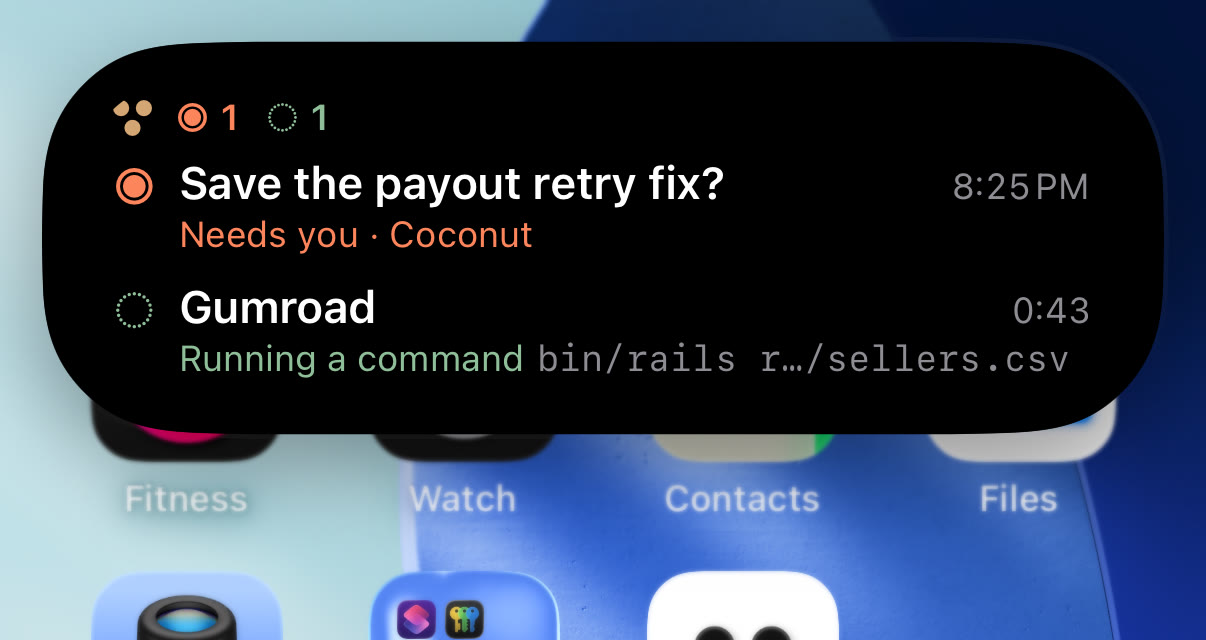 1 1
Save the payout retry fix? 8:25 PM
Needs you · Coconut
Gumroad 0:43
Running a command bin/rails r…/sellers.csv
Fitness Watch Contacts Files